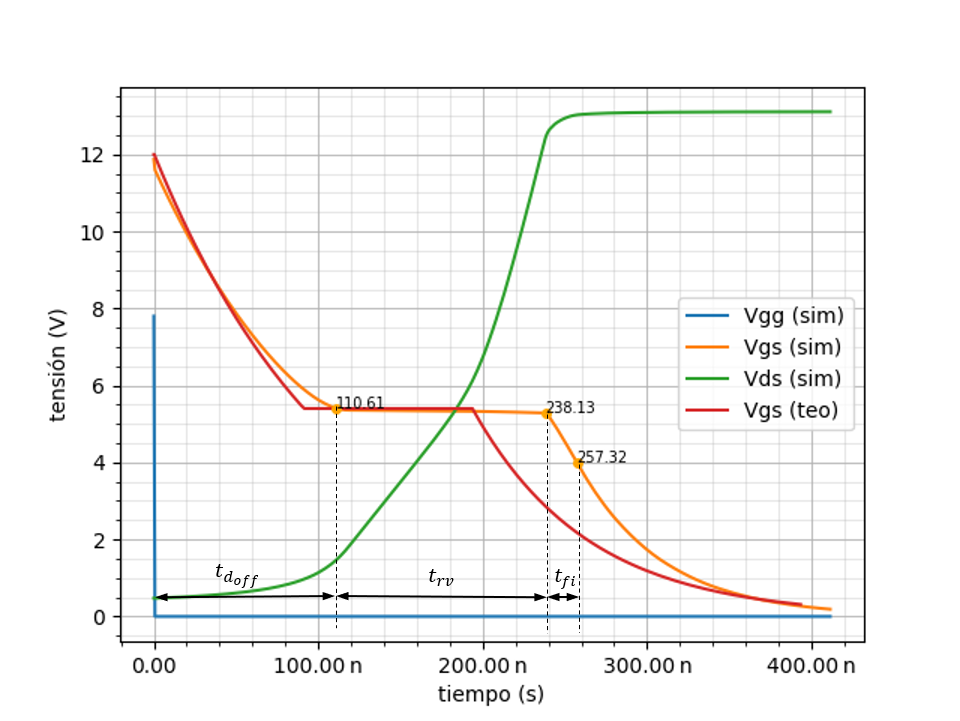 12
10
8
6
4
2
0
tensión (V)
110.61
238.13
257.32
Vgg (sim)
Vgs (sim)
Vds (sim)
Vgs (teo)
t_{d_{off}}
t_{rv}
t_{fi}
0.00 100.00 n 200.00 n 300.00 n 400.00 n
tiempo (s)